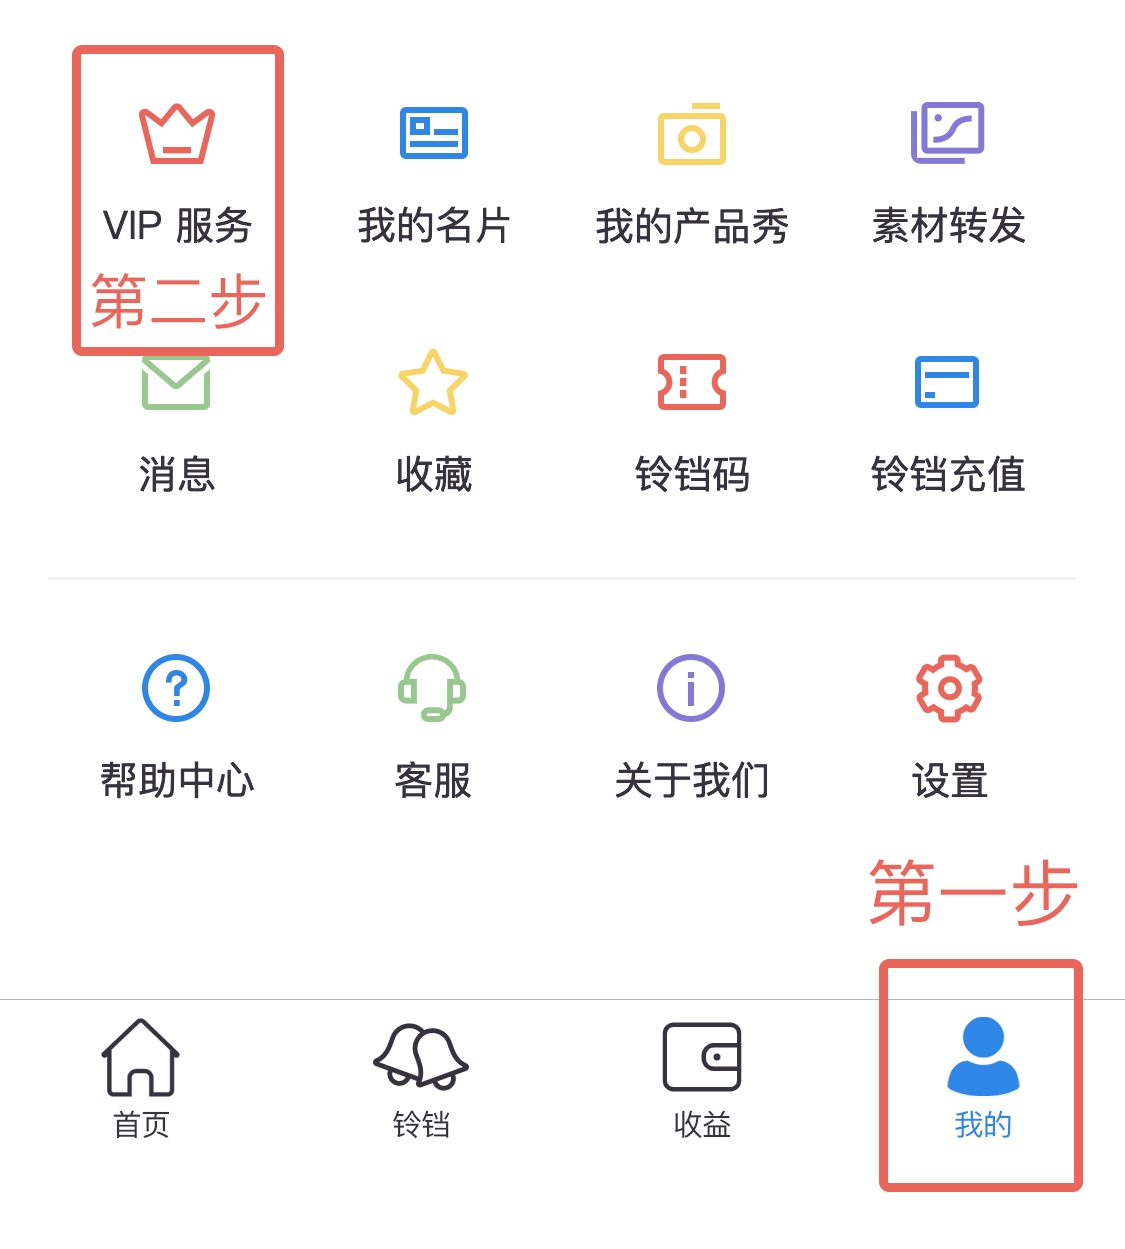 VIP 服务 我的名片 我的产品秀 素材转发
第二步
消息 收藏 铃铛码 铃铛充值
帮助中心 客服 关于我们 设置
第一步
首页 铃铛 收益 我的